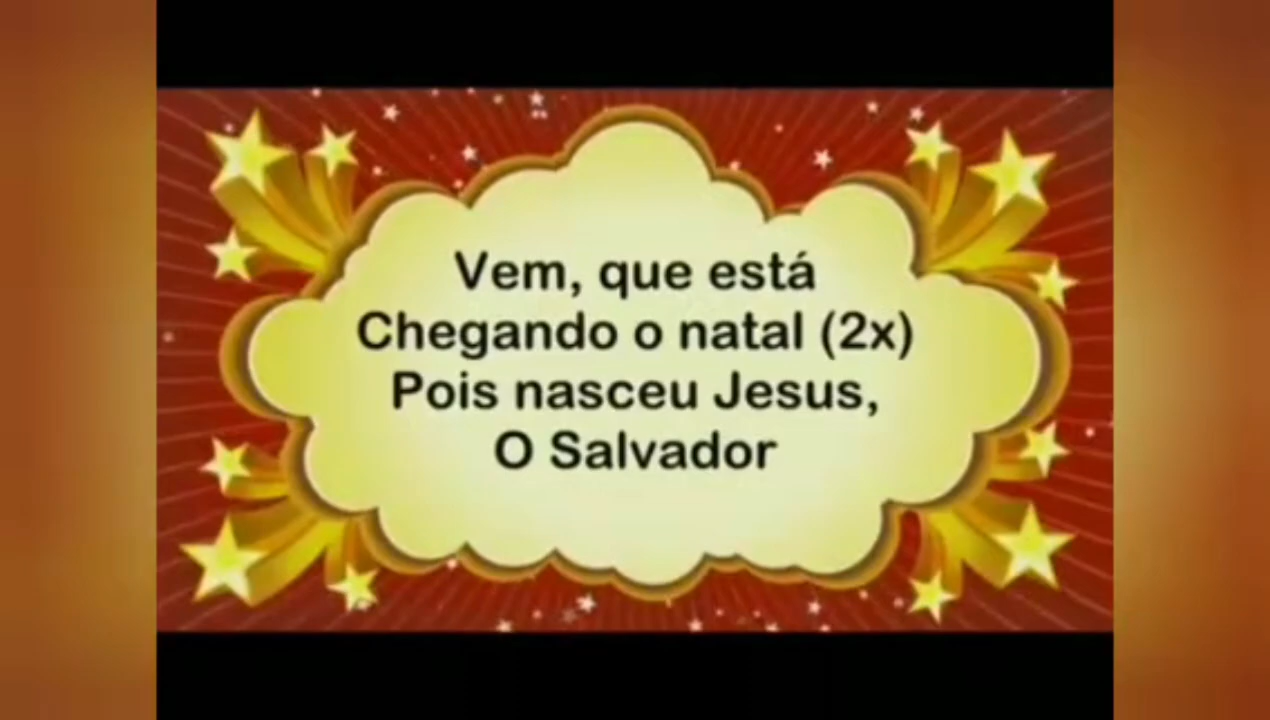 Vem, que está
Chegando o natal (2x)
Pois nasceu Jesus,
O Salvador